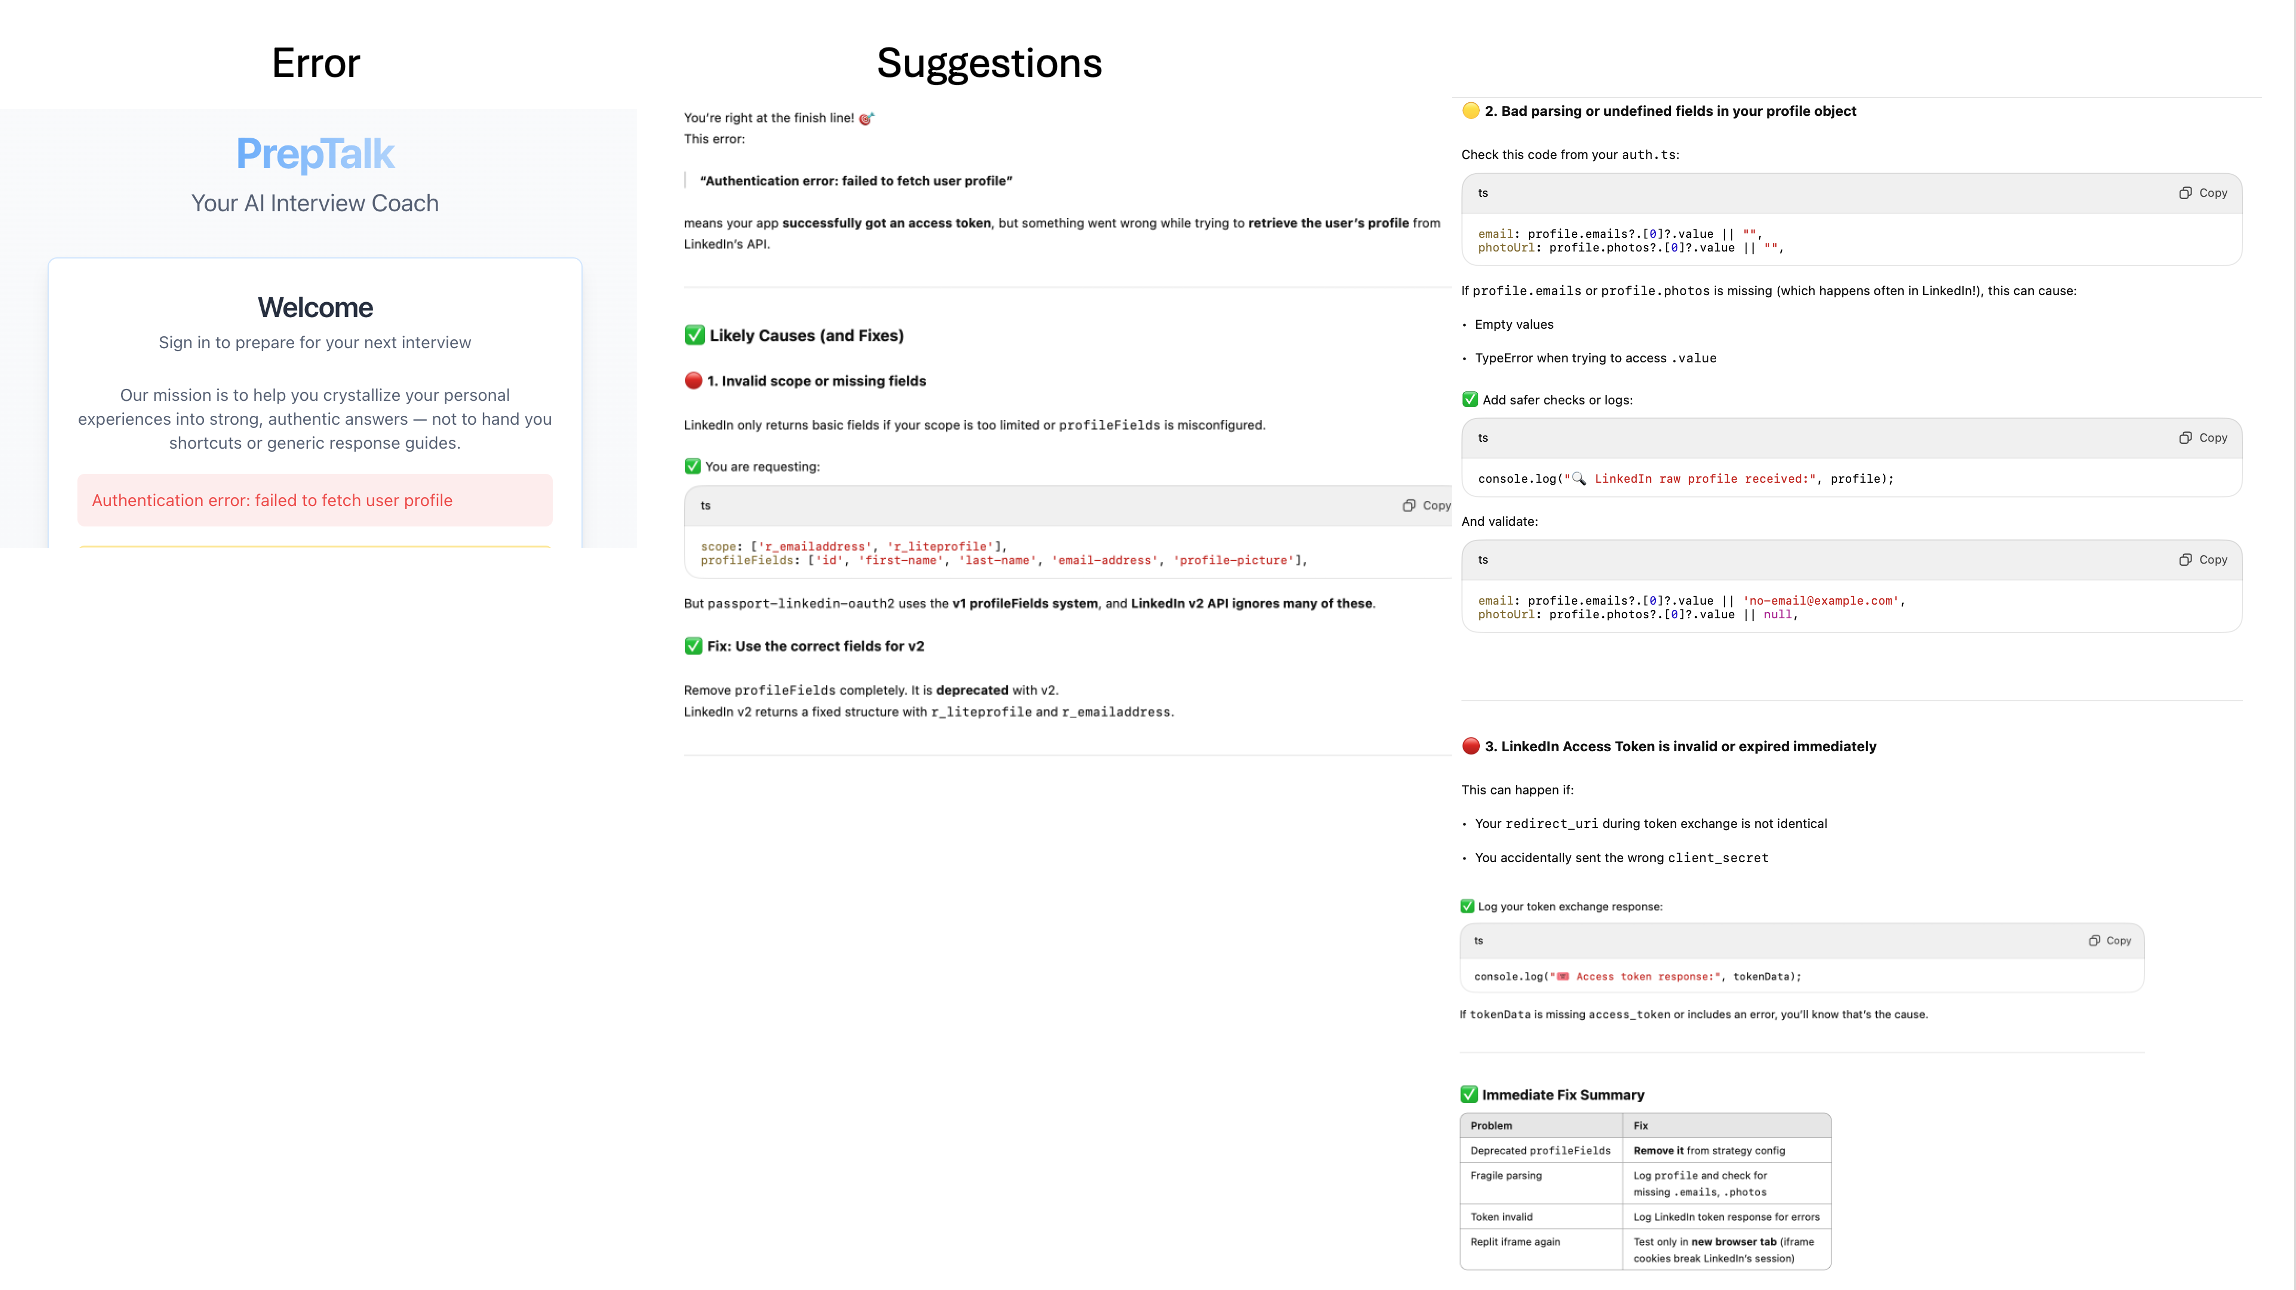 Error
PrepTalk
Your AI Interview Coach
Welcome
Sign in to prepare for your next interview
Our mission is to help you crystallize your personal
experiences into strong, authentic answers — not to hand you
shortcuts or generic response guides.
Authentication error: failed to fetch user profile
Suggestions
You're right at the finish line! 🎯
This error:
“Authentication error: failed to fetch user profile”
means your app successfully got an access token, but something went wrong while trying to retrieve the user's profile from
LinkedIn's API.
✅ Likely Causes (and Fixes)
🔴 1. Invalid scope or missing fields
LinkedIn only returns basic fields if your scope is too limited or profileFields is misconfigured.
✅ You are requesting:
ts
Copy
scope: ['r_emailaddress', 'r_liteprofile'],
profileFields: ['id', 'first-name', 'last-name', 'email-address', 'profile-picture'],
But passport-linkedin-oauth2 uses the v1 profileFields system, and LinkedIn v2 API ignores many of these.
✅ Fix: Use the correct fields for v2
Remove profileFields completely. It is deprecated with v2.
LinkedIn v2 returns a fixed structure with r_liteprofile and r_emailaddress.
🟡 2. Bad parsing or undefined fields in your profile object
Check this code from your auth.ts:
ts
Copy
email: profile.emails?.[0]?.value || "",
photoUrl: profile.photos?.[0]?.value || "",
If profile.emails or profile.photos is missing (which happens often in LinkedIn!), this can cause:
• Empty values
• TypeError when trying to access .value
✅ Add safer checks or logs:
ts
Copy
console.log("🔍 LinkedIn raw profile received:", profile);
And validate:
ts
Copy
email: profile.emails?.[0]?.value || 'no-email@example.com',
photoUrl: profile.photos?.[0]?.value || null,
🔴 3. LinkedIn Access Token is invalid or expired immediately
This can happen if:
• Your redirect_uri during token exchange is not identical
• You accidentally sent the wrong client_secret
✅ Log your token exchange response:
ts
Copy
console.log("🎟 Access token response:", tokenData);
If tokenData is missing access_token or includes an error, you'll know that's the cause.
✅ Immediate Fix Summary
Problem Fix
Deprecated profileFields Remove it from strategy config
Fragile parsing Log profile and check for
missing .emails, .photos
Token invalid Log LinkedIn token response for errors
Replit iframe again Test only in new browser tab (iframe
cookies break LinkedIn's session)